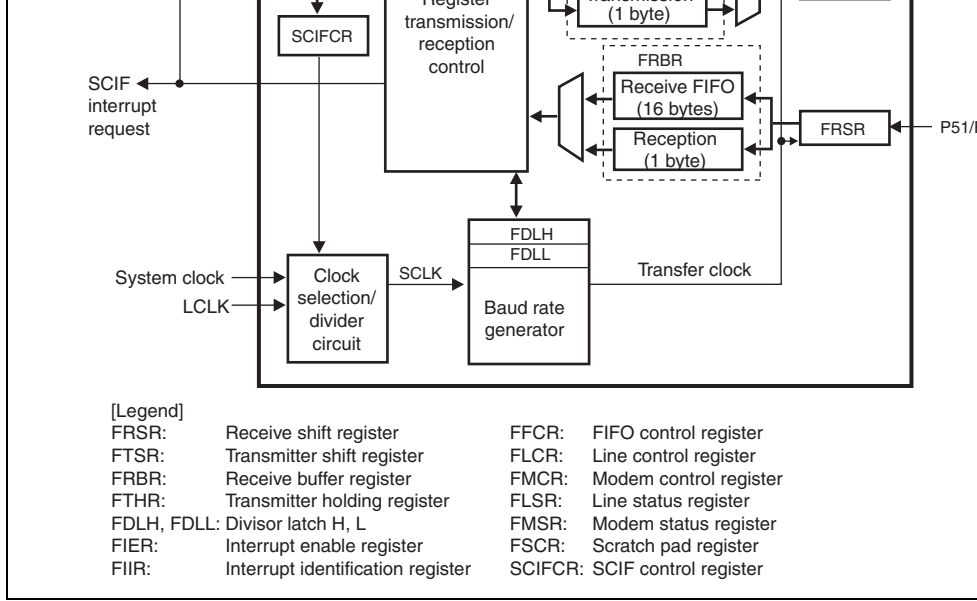 Register
transmission/
reception
control
(1 byte)
SCIFCR
SCIF
interrupt
request
FRBR
Receive FIFO
(16 bytes)
Reception
(1 byte)
FRSR
P51/
FDLH
FDLL
Baud rate
generator
System clock
LCLK
Clock
selection/
divider
circuit
SCLK
Transfer clock
[Legend]
FRSR: Receive shift register
FTSR: Transmitter shift register
FRBR: Receive buffer register
FTHR: Transmitter holding register
FDLH, FDLL: Divisor latch H, L
FIER: Interrupt enable register
FIIR: Interrupt identification register
FFCR: FIFO control register
FLCR: Line control register
FMCR: Modem control register
FLSR: Line status register
FMSR: Modem status register
FSCR: Scratch pad register
SCIFCR: SCIF control register